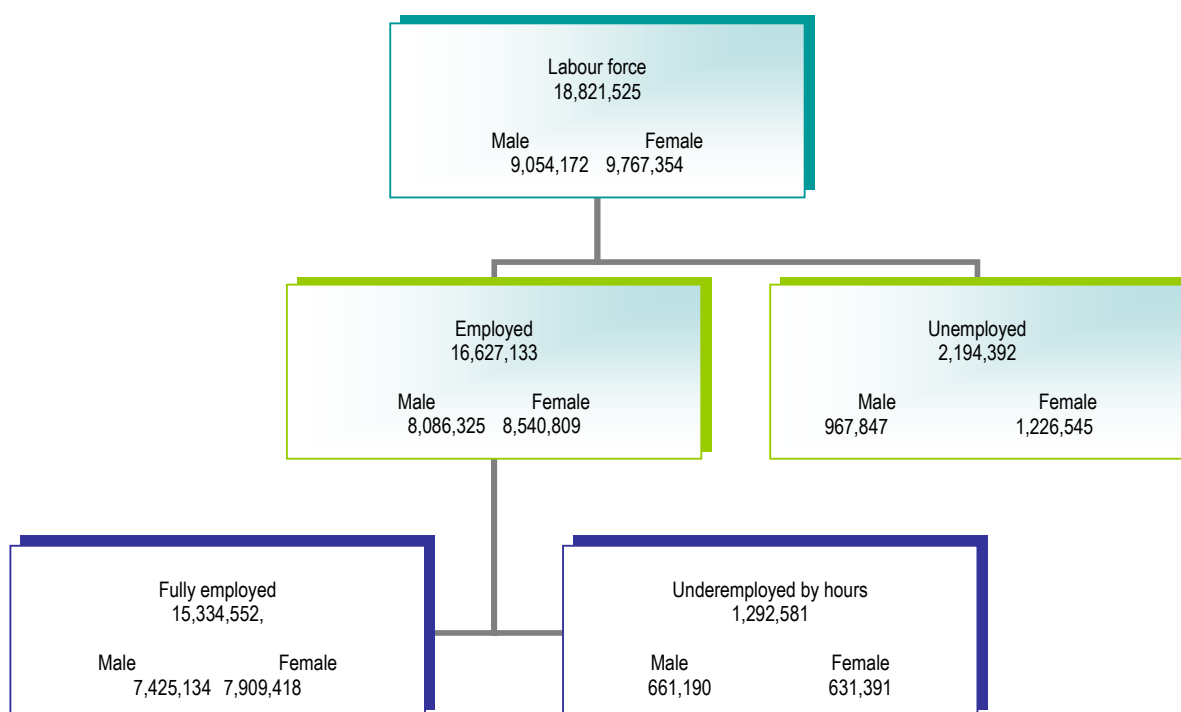 Labour force
18,821,525
Male Female
9,054,172 9,767,354
Employed
16,627,133
Male Female
8,086,325 8,540,809
Unemployed
2,194,392
Male Female
967,847 1,226,545
Fully employed
15,334,552,
Male Female
7,425,134 7,909,418
Underemployed by hours
1,292,581
Male Female
661,190 631,391